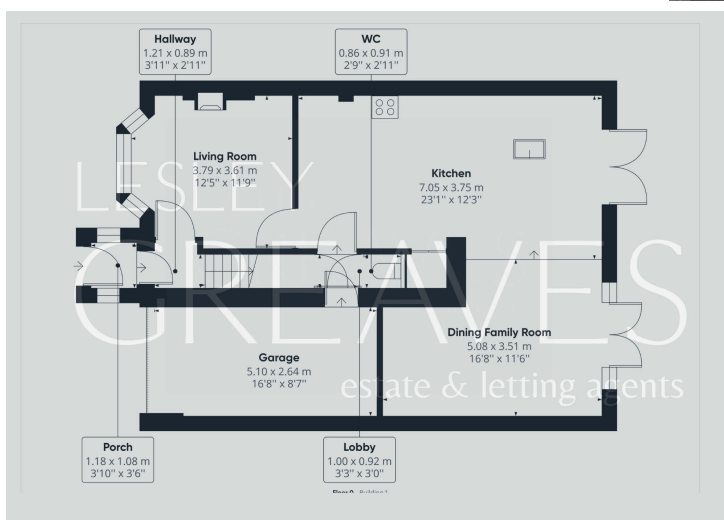 Hallway
1.21 x 0.89 m
3'11" x 2'11"
WC
0.86 x 0.91 m
2'9" x 2'11"
Living Room
3.79 x 3.61 m
12'5" x 11'9"
Kitchen
7.05 x 3.75 m
23'1" x 12'3"
LESLEY
GREAVES
estate & letting agents
Dining Family Room
5.08 x 3.51 m
16'8" x 11'6"
Garage
5.10 x 2.64 m
16'8" x 8'7"
Porch
1.18 x 1.08 m
3'10" x 3'6"
Lobby
1.00 x 0.92 m
3'3" x 3'0"
Floor 0 Building 1